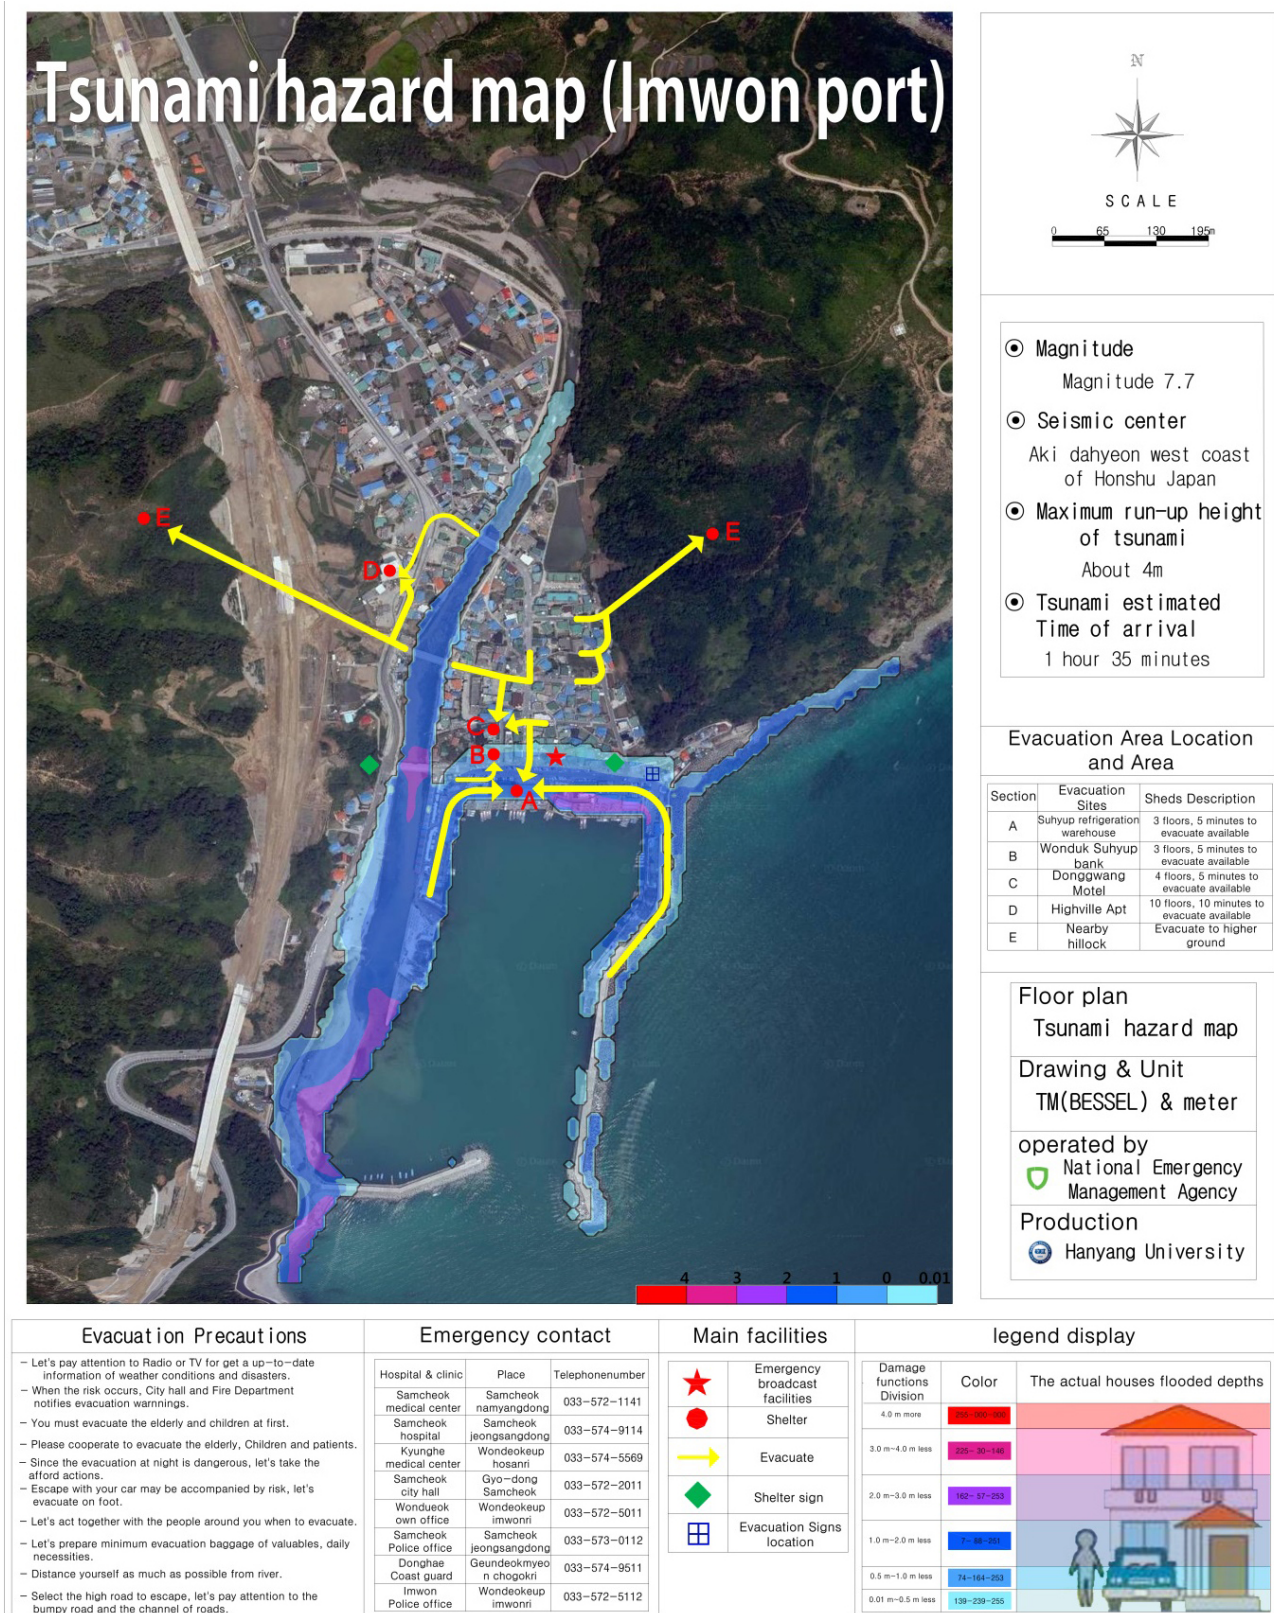 Tsunami hazard map (Imwon port)
N
SCALE
0 65 130 195m
Magnitude
Magnitude 7.7
Seismic center
Aki dahyeon west coast
of Honshu Japan
Maximum run-up height
of tsunami
About 4m
Tsunami estimated
Time of arrival
1 hour 35 minutes
E
E
D
C
B
A
Evacuation Area Location
and Area
Section Evacuation Sites Sheds Description
A Suhyup refrigeration warehouse 3 floors, 5 minutes to evacuate available
B Wonduk Suhyup bank 3 floors, 5 minutes to evacuate available
C Donggwang Motel 4 floors, 5 minutes to evacuate available
D Highville Apt 10 floors, 10 minutes to evacuate available
E Nearby hillock Evacuate to higher ground
Floor plan
Tsunami hazard map
Drawing & Unit
TM(BESSEL) & meter
operated by
National Emergency
Management Agency
Production
Hanyang University
4 3 2 1 0 0.01
Evacuation Precautions
- Let's pay attention to Radio or TV for get a up-to-date
information of weather conditions and disasters.
- When the risk occurs, City hall and Fire Department
notifies evacuation warnnings.
- You must evacuate the elderly and children at first.
- Please cooperate to evacuate the elderly, Children and patients.
- Since the evacuation at night is dangerous, let's take the
afford actions.
- Escape with your car may be accompanied by risk, let's
evacuate on foot.
- Let's act together with the people around you when to evacuate.
- Let's prepare minimum evacuation baggage of valuables, daily
necessities.
- Distance yourself as much as possible from river.
- Select the high road to escape, let's pay attention to the
bumpy road and the channel of roads.
Emergency contact
Hospital & clinic Place Telephonenumber
Samcheok medical center Samcheok namyangdong 033-572-1141
Samcheok hospital Samcheok jeongsangdong 033-574-9114
Kyunghe medical center Wondeokeup hosanri 033-574-5569
Samcheok city hall Gyo-dong Samcheok 033-572-2011
Wondueok own office Wondeokeup imwonri 033-572-5011
Samcheok Police office Samcheok jeongsangdong 033-573-0112
Donghae Coast guard Geundeokmyeo n chogokri 033-574-9511
Imwon Police office Wondeokeup imwonri 033-572-5112
Main facilities
Emergency
broadcast
facilities
Shelter
Evacuate
Shelter sign
Evacuation Signs
location
legend display
Damage functions Division Color The actual houses flooded depths
4.0 m more 255-000-000
3.0 m~4.0 m less 225- 30-146
2.0 m~3.0 m less 162- 57-253
1.0 m~2.0 m less 7- 88-251
0.5 m~1.0 m less 74-164-253
0.01 m~0.5 m less 139-239-255